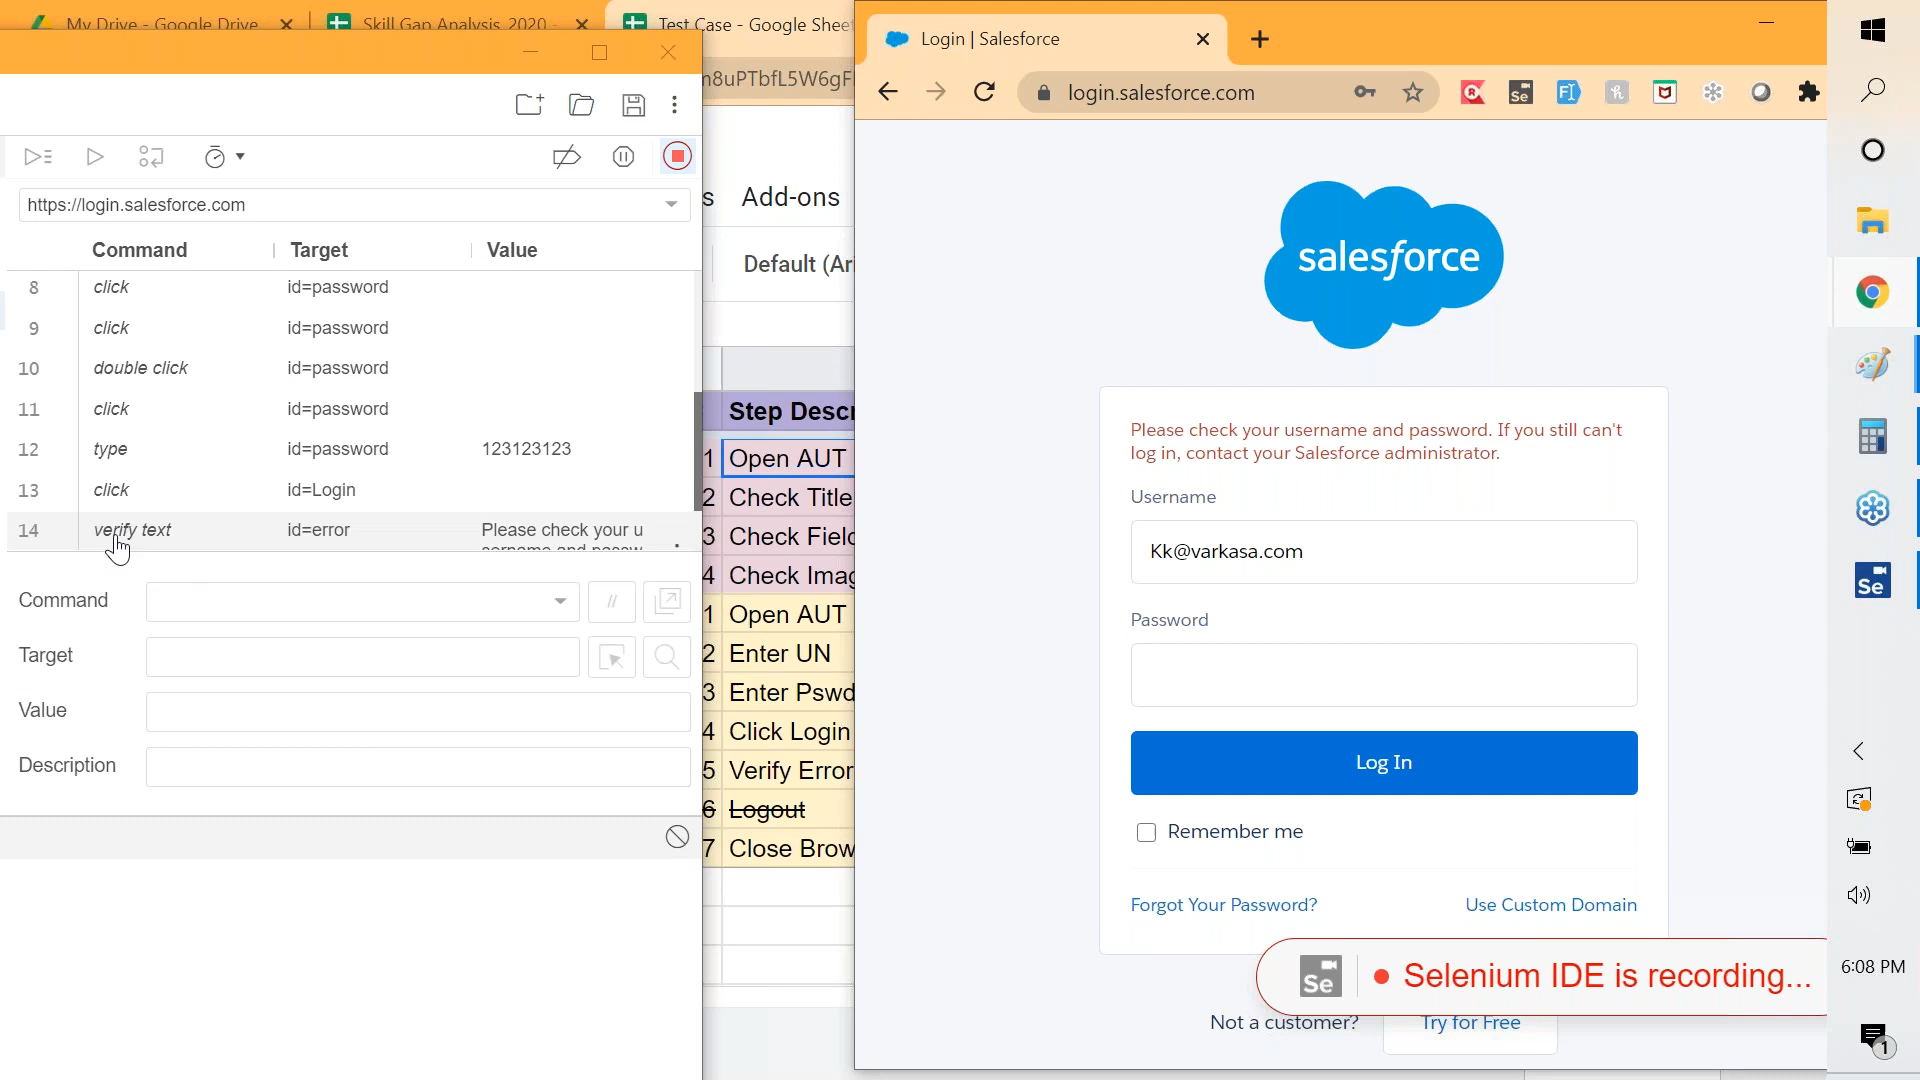 My Drive - Google Drive
Skill Gap Analysis 2020 -
Test Case - Google Sheet
Login | Salesforce
login.salesforce.com
https://login.salesforce.com
Command Target Value
8 click id=password
9 click id=password
10 double click id=password
11 click id=password
12 type id=password 123123123
13 click id=Login
14 verify text id=error Please check your u
Command //
Target
Value
Description
Add-ons
Default (Ari
Step Descr
1 Open AUT
2 Check Title
3 Check Field
4 Check Imag
1 Open AUT
2 Enter UN
3 Enter Pswd
4 Click Login
5 Verify Error
6 Logout
7 Close Brow
salesforce
Please check your username and password. If you still can't
log in, contact your Salesforce administrator.
Username
Kk@varkasa.com
Password
Log In
Remember me
Forgot Your Password? Use Custom Domain
Se
Selenium IDE is recording...
Not a customer? Try for Free
Se
6:08 PM
1